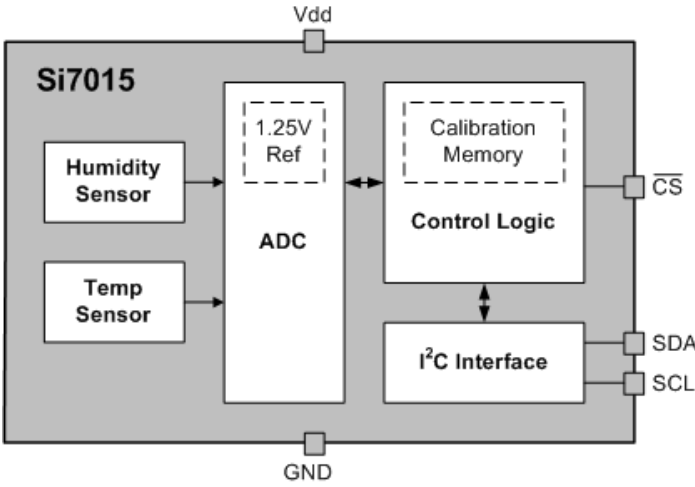 Vdd
Si7015
1.25V
Ref
Calibration
Memory
Humidity
Sensor
C̅S̅
Control Logic
ADC
Temp
Sensor
I²C Interface
SDA
SCL
GND